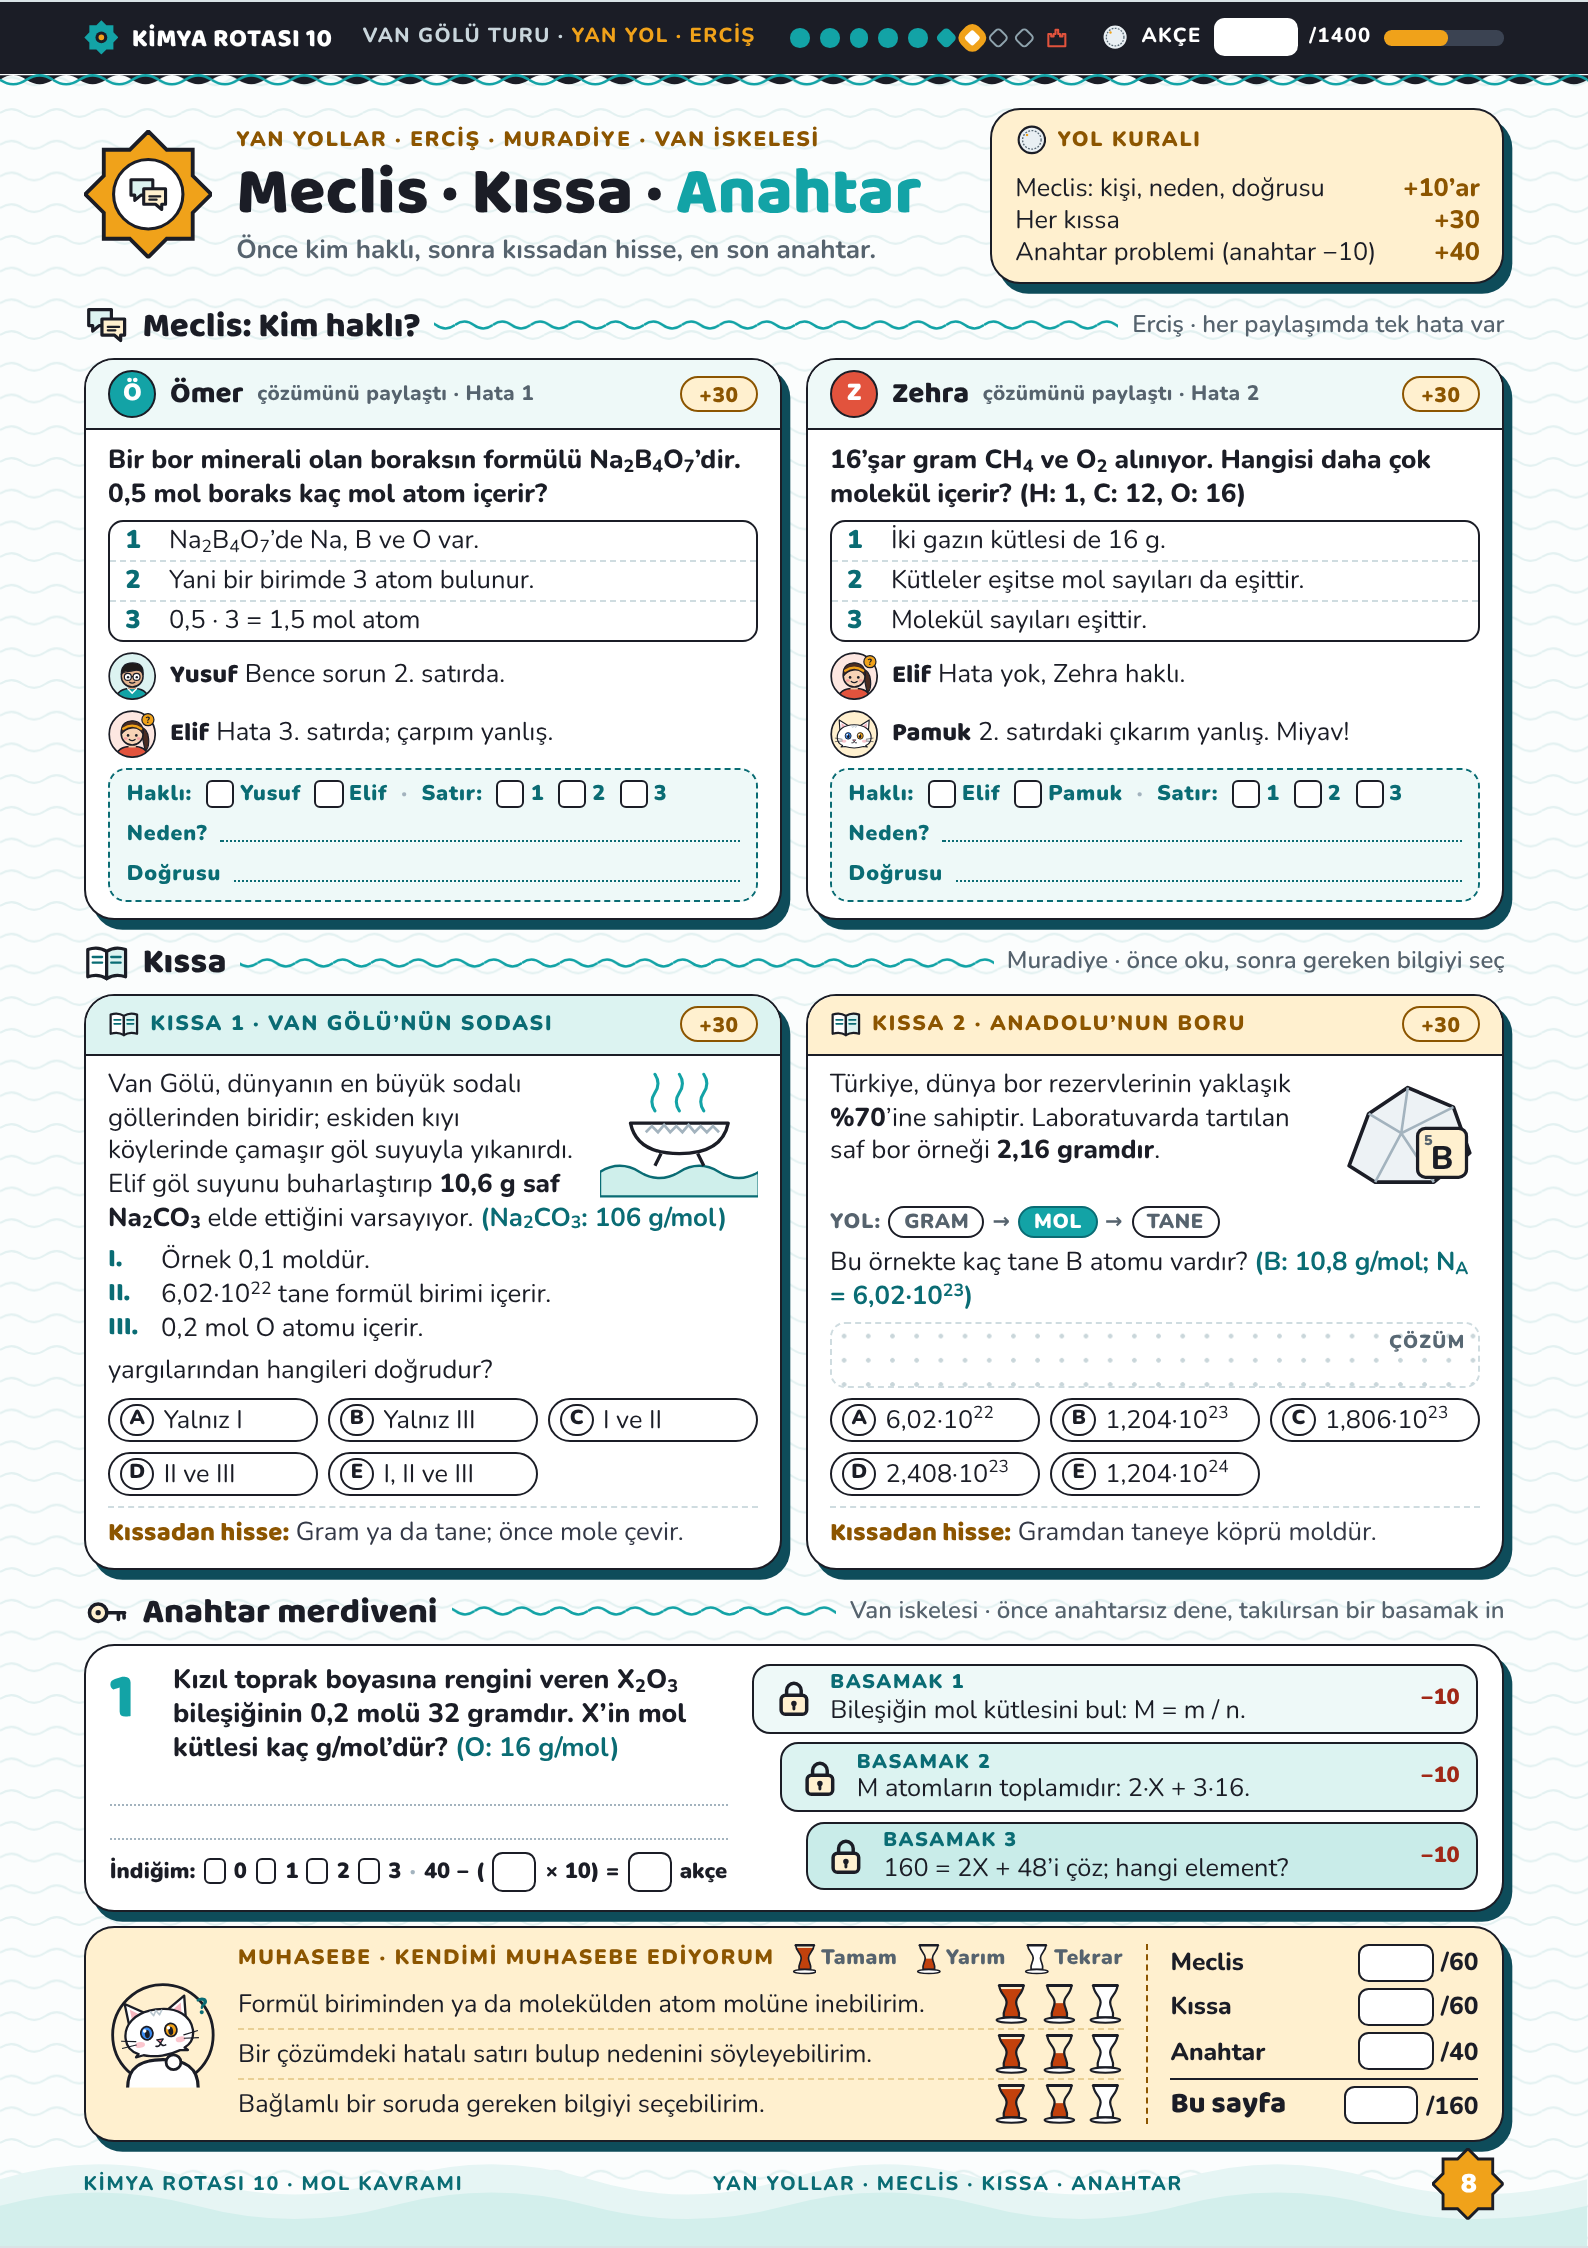 KİMYA ROTASI 10 VAN GÖLÜ TURU · YAN YOL · ERCİŞ AKÇE /1400
YAN YOLLAR · ERCİŞ · MURADİYE · VAN İSKELESİ
Meclis · Kıssa · Anahtar
Önce kim haklı, sonra kıssadan hisse, en son anahtar.
YOL KURALI
Meclis: kişi, neden, doğrusu +10’ar
Her kıssa +30
Anahtar problemi (anahtar −10) +40
Meclis: Kim haklı? Erciş · her paylaşımda tek hata var
Ö Ömer çözümünü paylaştı · Hata 1 +30
Bir bor minerali olan boraksın formülü Na₂B₄O₇’dir.
0,5 mol boraks kaç mol atom içerir?
1 Na₂B₄O₇’de Na, B ve O var.
2 Yani bir birimde 3 atom bulunur.
3 0,5 · 3 = 1,5 mol atom
Yusuf Bence sorun 2. satırda.
? Elif Hata 3. satırda; çarpım yanlış.
Haklı: Yusuf Elif · Satır: 1 2 3
Neden?
Doğrusu
Z Zehra çözümünü paylaştı · Hata 2 +30
16’şar gram CH₄ ve O₂ alınıyor. Hangisi daha çok
molekül içerir? (H: 1, C: 12, O: 16)
1 İki gazın kütlesi de 16 g.
2 Kütleler eşitse mol sayıları da eşittir.
3 Molekül sayıları eşittir.
? Elif Hata yok, Zehra haklı.
Pamuk 2. satırdaki çıkarım yanlış. Miyav!
Haklı: Elif Pamuk · Satır: 1 2 3
Neden?
Doğrusu
Kıssa Muradiye · önce oku, sonra gereken bilgiyi seç
KISSA 1 · VAN GÖLÜ’NÜN SODASI +30
Van Gölü, dünyanın en büyük sodalı
göllerinden biridir; eskiden kıyı
köylerinde çamaşır göl suyuyla yıkanırdı.
Elif göl suyunu buharlaştırıp 10,6 g saf
Na₂CO₃ elde ettiğini varsayıyor. (Na₂CO₃: 106 g/mol)
I. Örnek 0,1 moldür.
II. 6,02·10²² tane formül birimi içerir.
III. 0,2 mol O atomu içerir.
yargılarından hangileri doğrudur?
A Yalnız I B Yalnız III C I ve II
D II ve III E I, II ve III
Kıssadan hisse: Gram ya da tane; önce mole çevir.
KISSA 2 · ANADOLU’NUN BORU +30
Türkiye, dünya bor rezervlerinin yaklaşık
%70’ine sahiptir. Laboratuvarda tartılan
saf bor örneği 2,16 gramdır.
5 B
YOL: GRAM → MOL → TANE
Bu örnekte kaç tane B atomu vardır? (B: 10,8 g/mol; N_A
= 6,02·10²³)
ÇÖZÜM
A 6,02·10²² B 1,204·10²³ C 1,806·10²³
D 2,408·10²³ E 1,204·10²⁴
Kıssadan hisse: Gramdan taneye köprü moldür.
Anahtar merdiveni Van iskelesi · önce anahtarsız dene, takılırsan bir basamak in
1 Kızıl toprak boyasına rengini veren X₂O₃
bileşiğinin 0,2 molü 32 gramdır. X’in mol
kütlesi kaç g/mol’dür? (O: 16 g/mol)
İndiğim: 0 1 2 3 · 40 − ( × 10) = akçe
BASAMAK 1
Bileşiğin mol kütlesini bul: M = m / n. −10
BASAMAK 2
M atomların toplamıdır: 2·X + 3·16. −10
BASAMAK 3
160 = 2X + 48’i çöz; hangi element? −10
MUHASEBE · KENDİMİ MUHASEBE EDİYORUM Tamam Yarım Tekrar
?
Formül biriminden ya da molekülden atom molüne inebilirim.
Bir çözümdeki hatalı satırı bulup nedenini söyleyebilirim.
Bağlamlı bir soruda gereken bilgiyi seçebilirim.
Meclis /60
Kıssa /60
Anahtar /40
Bu sayfa /160
KİMYA ROTASI 10 · MOL KAVRAMI YAN YOLLAR · MECLİS · KISSA · ANAHTAR 8